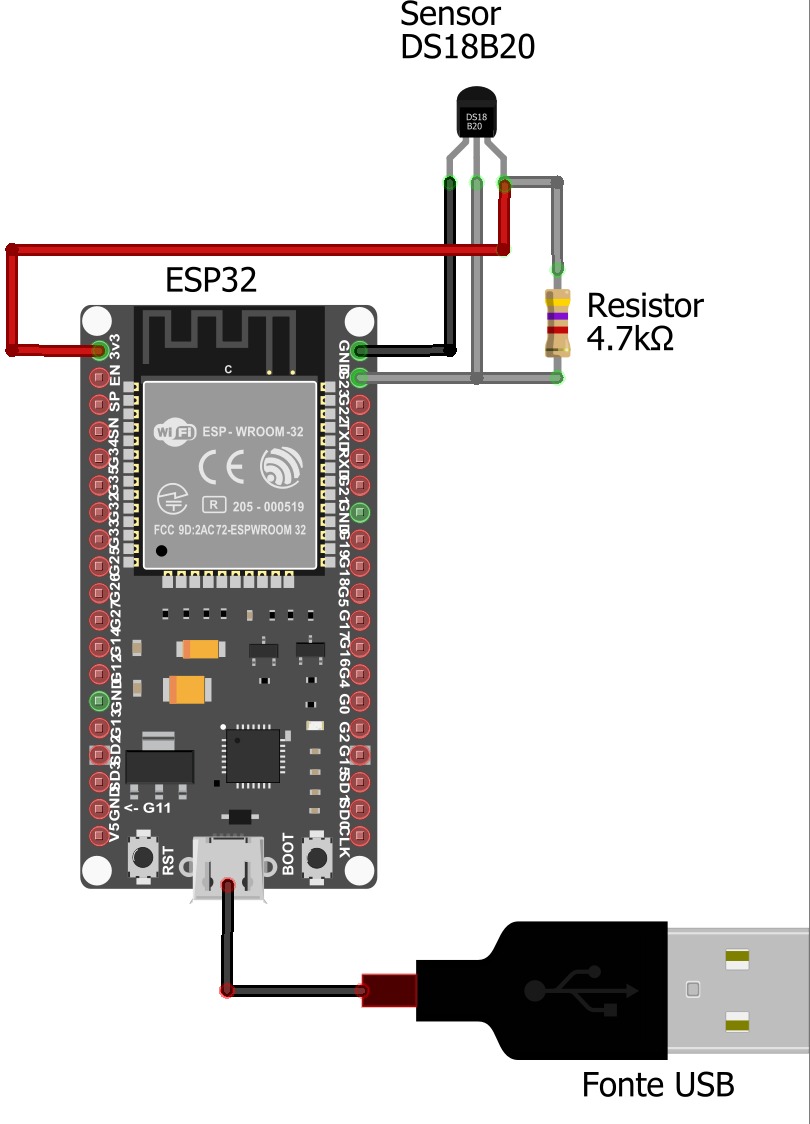 Sensor
DS18B20
DS18
B20
ESP32
Resistor
4.7kΩ
C
WiFi
ESP - WROOM -32
CE
R
205 - 000519
FCC 9D:2AC72-ESPWROOM 32
3v3
EN
SP
SN
G34
G35
G32
G33
G25
G26
G27
G14
G12
GND
G13
SD2
SD3
GND
V5
GND
G23
G22
TXD
RXD
G21
GND
G19
G18
G5
G17
G16
G4
G0
G2
G15
SD1
SD0
CLK
<- G11
RST
BOOT
Fonte USB